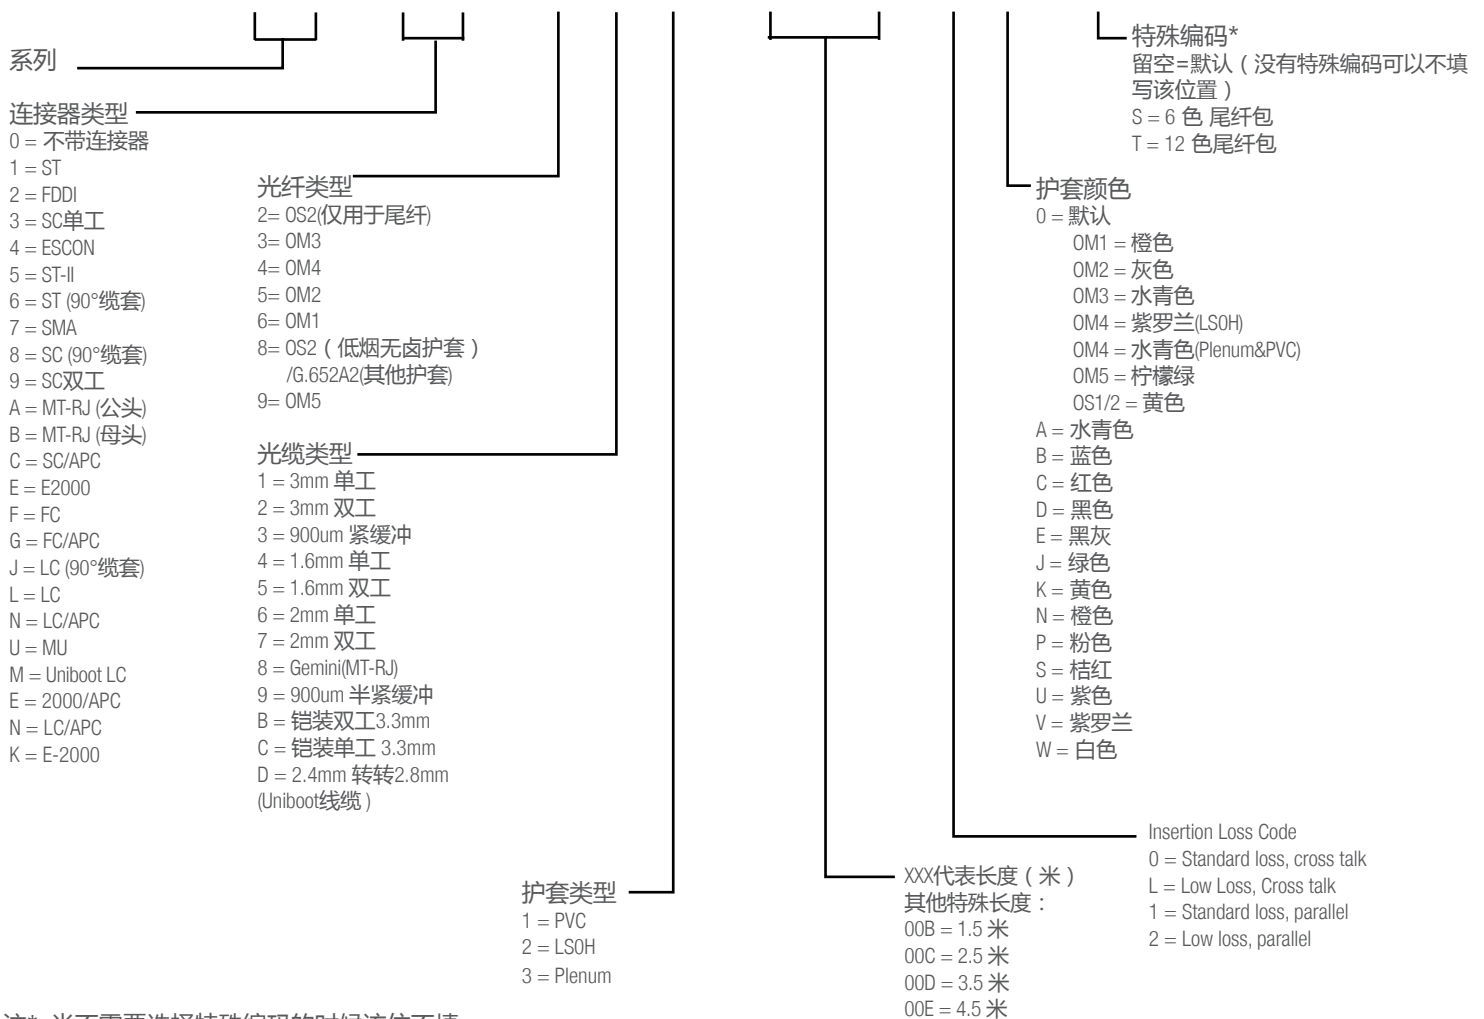 系列
连接器类型
0 = 不带连接器
1 = ST
2 = FDDI
3 = SC单工
4 = ESCON
5 = ST-II
6 = ST (90°缆套)
7 = SMA
8 = SC (90°缆套)
9 = SC双工
A = MT-RJ (公头)
B = MT-RJ (母头)
C = SC/APC
E = E2000
F = FC
G = FC/APC
J = LC (90°缆套)
L = LC
N = LC/APC
U = MU
M = Uniboot LC
E = 2000/APC
N = LC/APC
K = E-2000
光纤类型
2= OS2(仅用于尾纤)
3= OM3
4= OM4
5= OM2
6= OM1
8= OS2（低烟无卤护套）
/G.652A2(其他护套)
9= OM5
光缆类型
1 = 3mm 单工
2 = 3mm 双工
3 = 900um 紧缓冲
4 = 1.6mm 单工
5 = 1.6mm 双工
6 = 2mm 单工
7 = 2mm 双工
8 = Gemini(MT-RJ)
9 = 900um 半紧缓冲
B = 铠装双工3.3mm
C = 铠装单工 3.3mm
D = 2.4mm 转转2.8mm
(Uniboot线缆 )
护套类型
1 = PVC
2 = LSOH
3 = Plenum
XXX代表长度（米）
其他特殊长度：
00B = 1.5 米
00C = 2.5 米
00D = 3.5 米
00E = 4.5 米
Insertion Loss Code
0 = Standard loss, cross talk
L = Low Loss, Cross talk
1 = Standard loss, parallel
2 = Low loss, parallel
护套颜色
0 = 默认
OM1 = 橙色
OM2 = 灰色
OM3 = 水青色
OM4 = 紫罗兰(LSOH)
OM4 = 水青色(Plenum&PVC)
OM5 = 柠檬绿
OS1/2 = 黄色
A = 水青色
B = 蓝色
C = 红色
D = 黑色
E = 黑灰
J = 绿色
K = 黄色
N = 橙色
P = 粉色
S = 桔红
U = 紫色
V = 紫罗兰
W = 白色
特殊编码*
留空=默认（没有特殊编码可以不填
写该位置）
S = 6 色 尾纤包
T = 12 色尾纤包